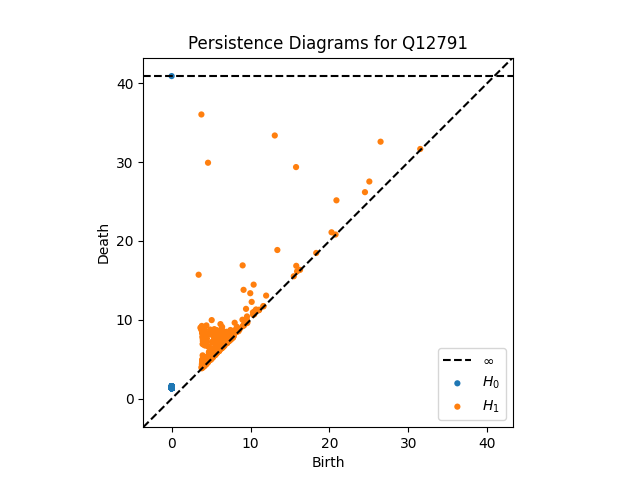 Persistence Diagrams for Q12791
40
30
20
10
0
Death
0 10 20 30 40
Birth
∞
H₀
H₁